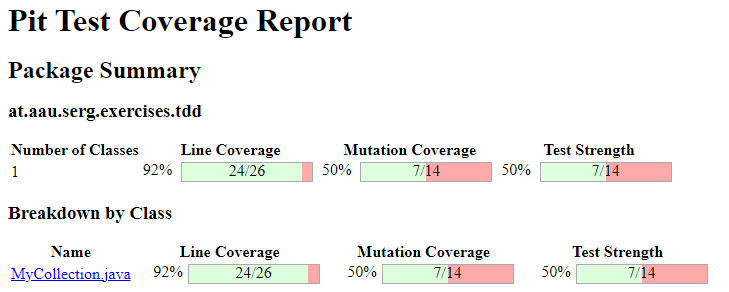 Pit Test Coverage Report
Package Summary
at.aau.serg.exercises.tdd
Number of Classes Line Coverage Mutation Coverage Test Strength
1 92% 24/26 50% 7/14 50% 7/14
Breakdown by Class
Name Line Coverage Mutation Coverage Test Strength
MyCollection.java 92% 24/26 50% 7/14 50% 7/14